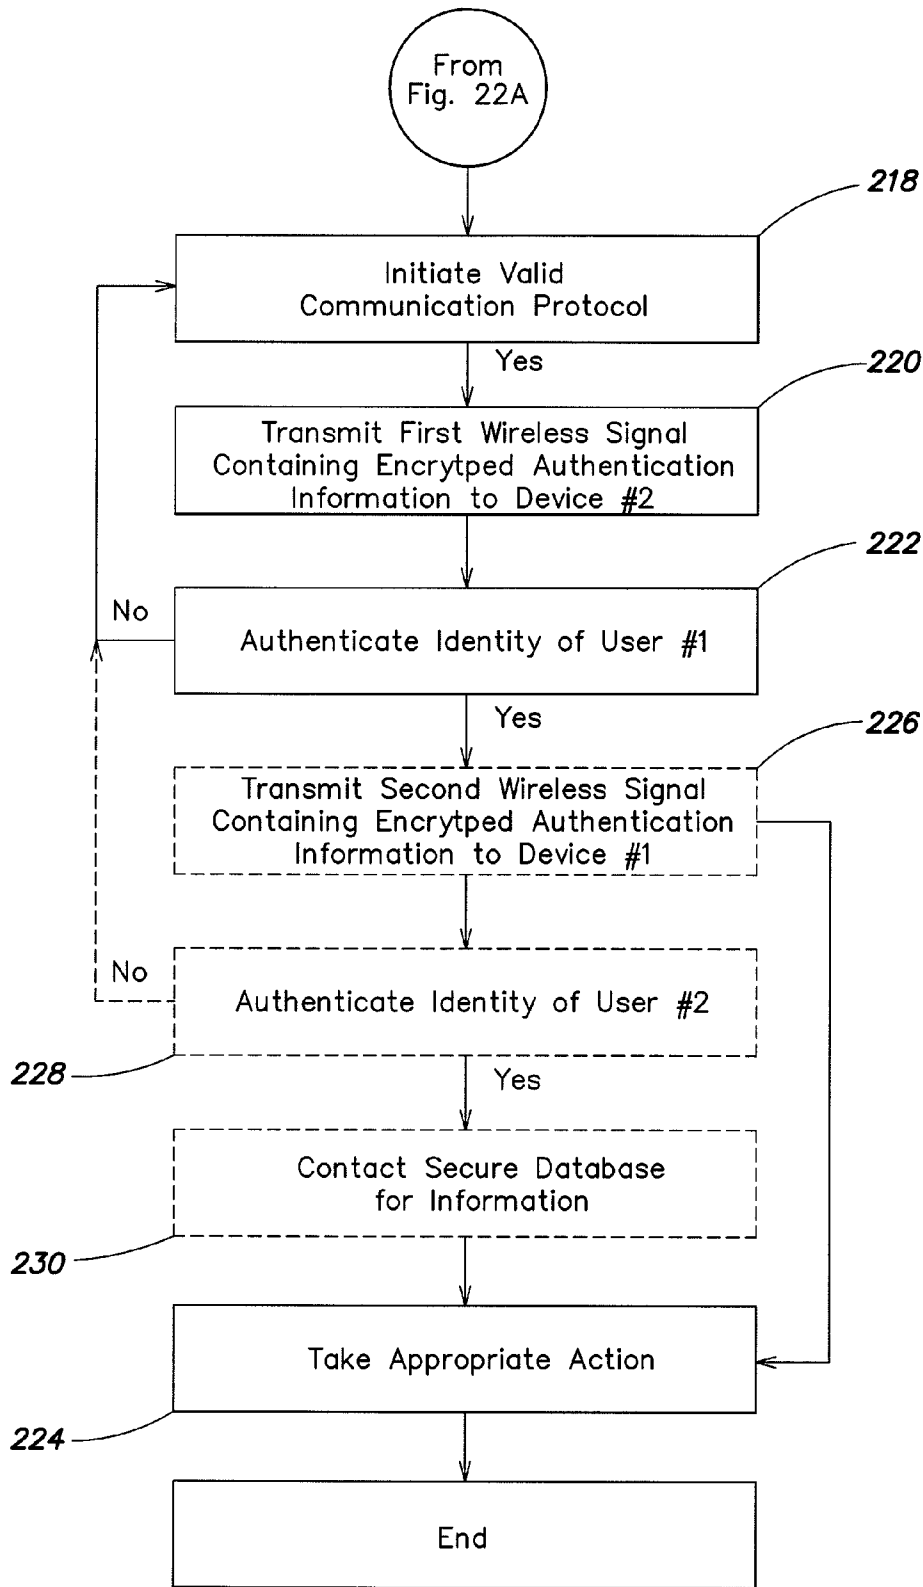 From
Fig. 22A
218
Initiate Valid
Communication Protocol
Yes
220
Transmit First Wireless Signal
Containing Encrytped Authentication
Information to Device #2
222
No
Authenticate Identity of User #1
Yes
226
Transmit Second Wireless Signal
Containing Encrytped Authentication
Information to Device #1
No
Authenticate Identity of User #2
228
Yes
Contact Secure Database
for Information
230
Take Appropriate Action
224
End